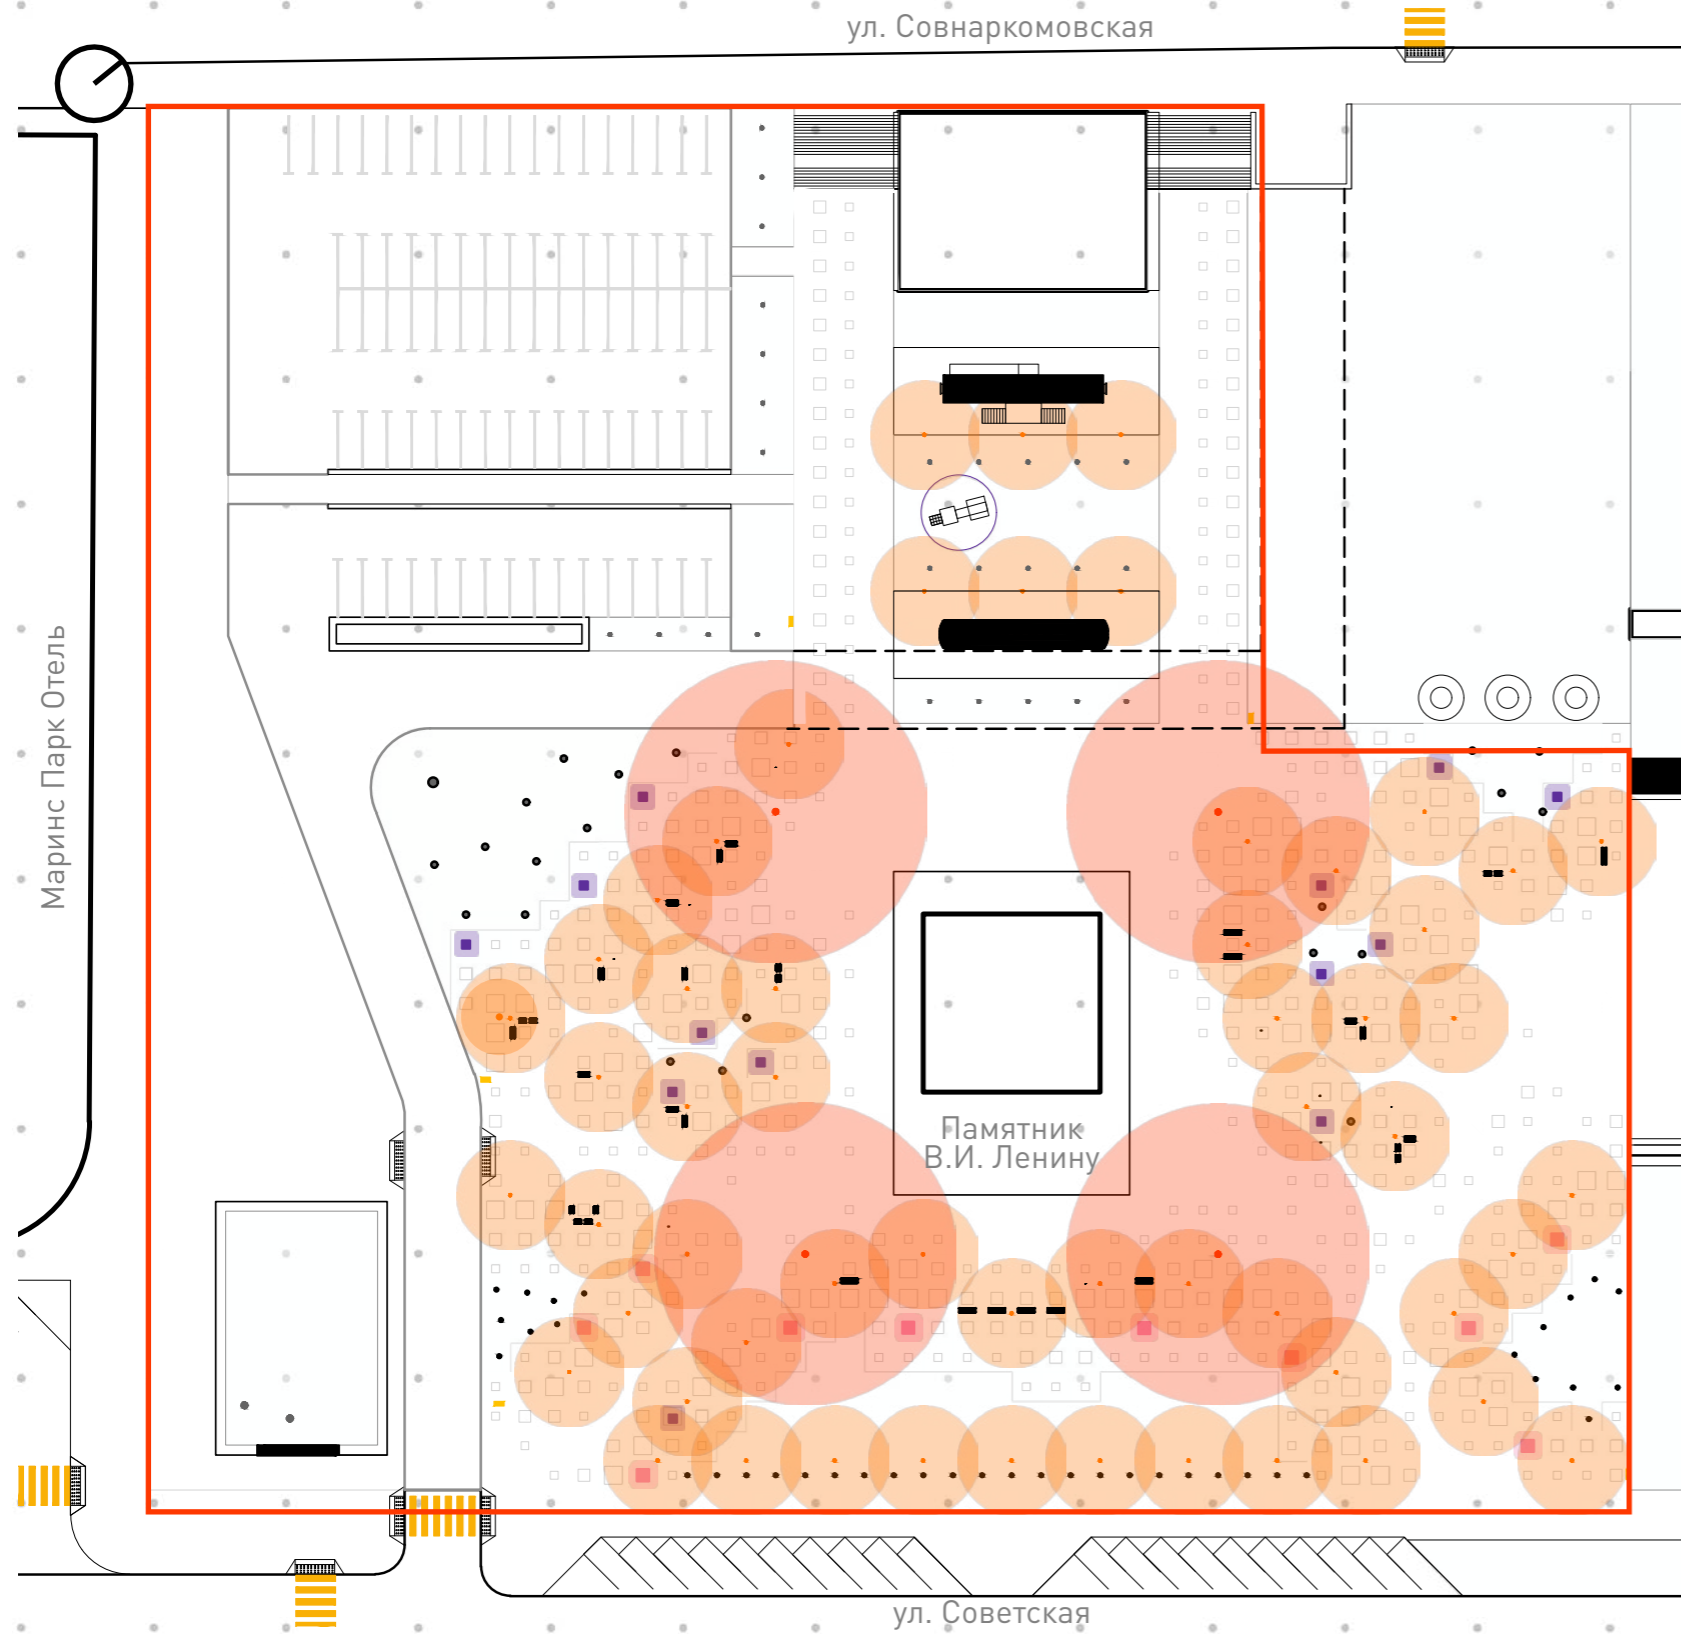 ул. Совнаркомовская
Маринс Парк Отель
Памятник
В.И. Ленину
ул. Советская